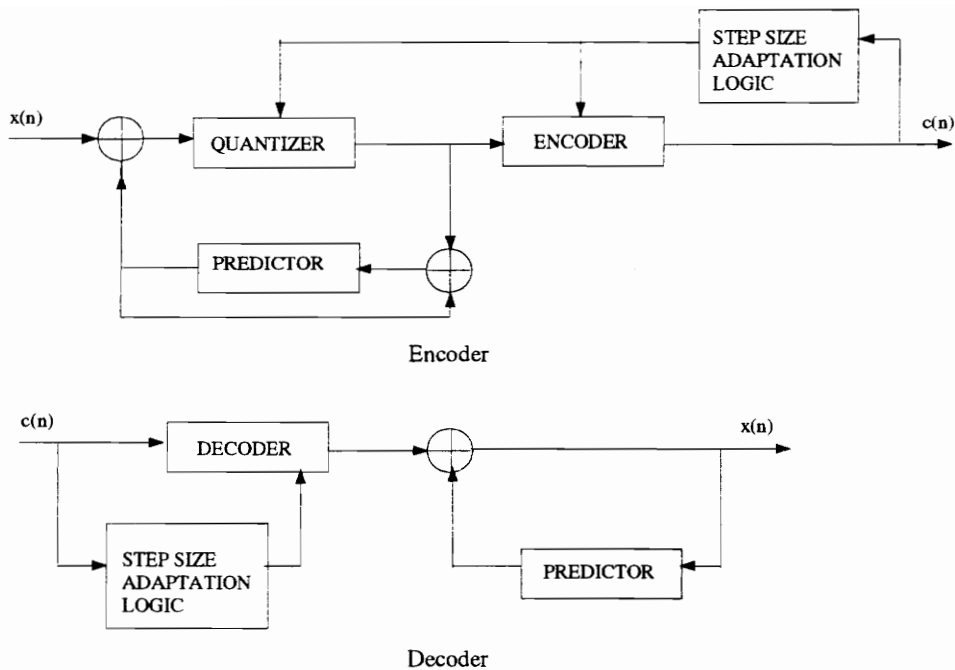 STEP SIZE
ADAPTATION
LOGIC
x(n)
c(n)
QUANTIZER
ENCODER
PREDICTOR
Encoder
c(n)
x(n)
DECODER
STEP SIZE
ADAPTATION
LOGIC
PREDICTOR
Decoder